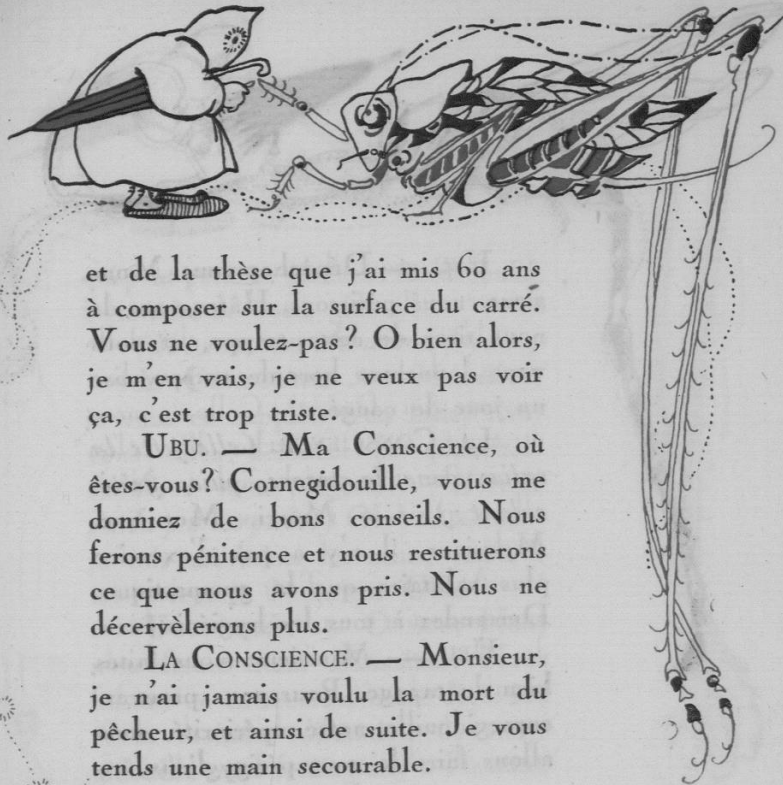 et de la thèse que j'ai mis 60 ans
à composer sur la surface du carré.
Vous ne voulez-pas ? O bien alors,
je m'en vais, je ne veux pas voir
ça, c'est trop triste.
UBU. — Ma Conscience, où
êtes-vous ? Cornegidouille, vous me
donniez de bons conseils. Nous
ferons pénitence et nous restituerons
ce que nous avons pris. Nous ne
décervèlerons plus.
LA CONSCIENCE. — Monsieur,
je n'ai jamais voulu la mort du
pêcheur, et ainsi de suite. Je vous
tends une main secourable.